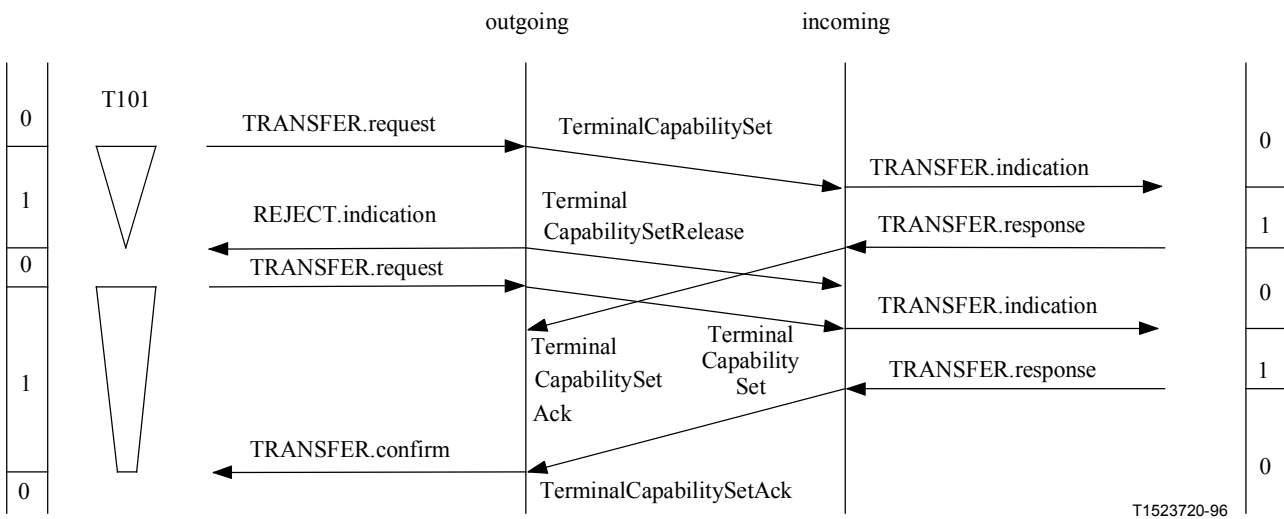 outgoing
incoming
T101
0
TRANSFER.request
TerminalCapabilitySet
0
TRANSFER.indication
1
REJECT.indication
Terminal
CapabilitySetRelease
TRANSFER.response
1
0
TRANSFER.request
0
TRANSFER.indication
Terminal
CapabilitySet
Ack
Terminal
Capability
Set
1
TRANSFER.response
1
TRANSFER.confirm
0
0
TerminalCapabilitySetAck
T1523720-96